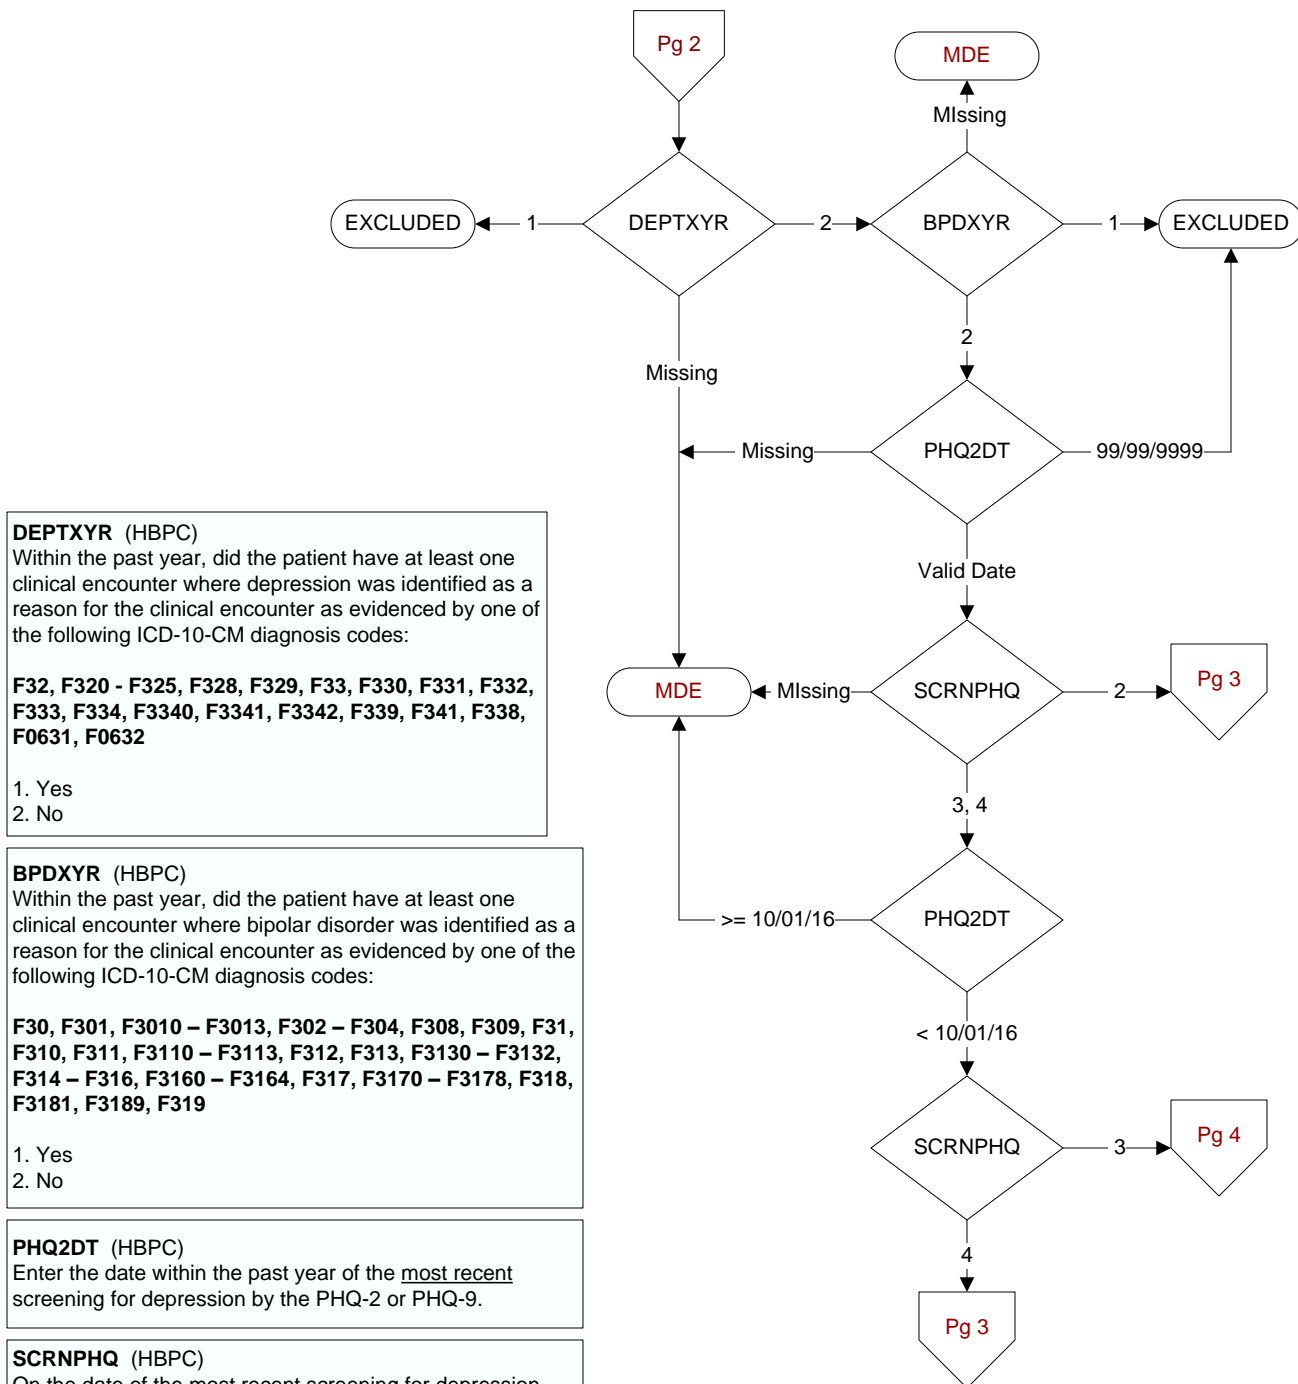 Pg 2
MDE
MIssing
EXCLUDED
1
DEPTXYR
2
BPDXYR
1
EXCLUDED
2
Missing
Missing
PHQ2DT
99/99/9999
Valid Date
MDE
MIssing
SCRNPHQ
2
Pg 3
3, 4
>= 10/01/16
PHQ2DT
< 10/01/16
SCRNPHQ
3
Pg 4
4
Pg 3
DEPTXYR (HBPC)
Within the past year, did the patient have at least one
clinical encounter where depression was identified as a
reason for the clinical encounter as evidenced by one of
the following ICD-10-CM diagnosis codes:
F32, F320 - F325, F328, F329, F33, F330, F331, F332,
F333, F334, F3340, F3341, F3342, F339, F341, F338,
F0631, F0632
1. Yes
2. No
BPDXYR (HBPC)
Within the past year, did the patient have at least one
clinical encounter where bipolar disorder was identified as a
reason for the clinical encounter as evidenced by one of the
following ICD-10-CM diagnosis codes:
F30, F301, F3010 – F3013, F302 – F304, F308, F309, F31,
F310, F311, F3110 – F3113, F312, F313, F3130 – F3132,
F314 – F316, F3160 – F3164, F317, F3170 – F3178, F318,
F3181, F3189, F319
1. Yes
2. No
PHQ2DT (HBPC)
Enter the date within the past year of the most recent
screening for depression by the PHQ-2 or PHQ-9.
SCRNPHQ (HBPC)
On the date of the most recent screening for depression